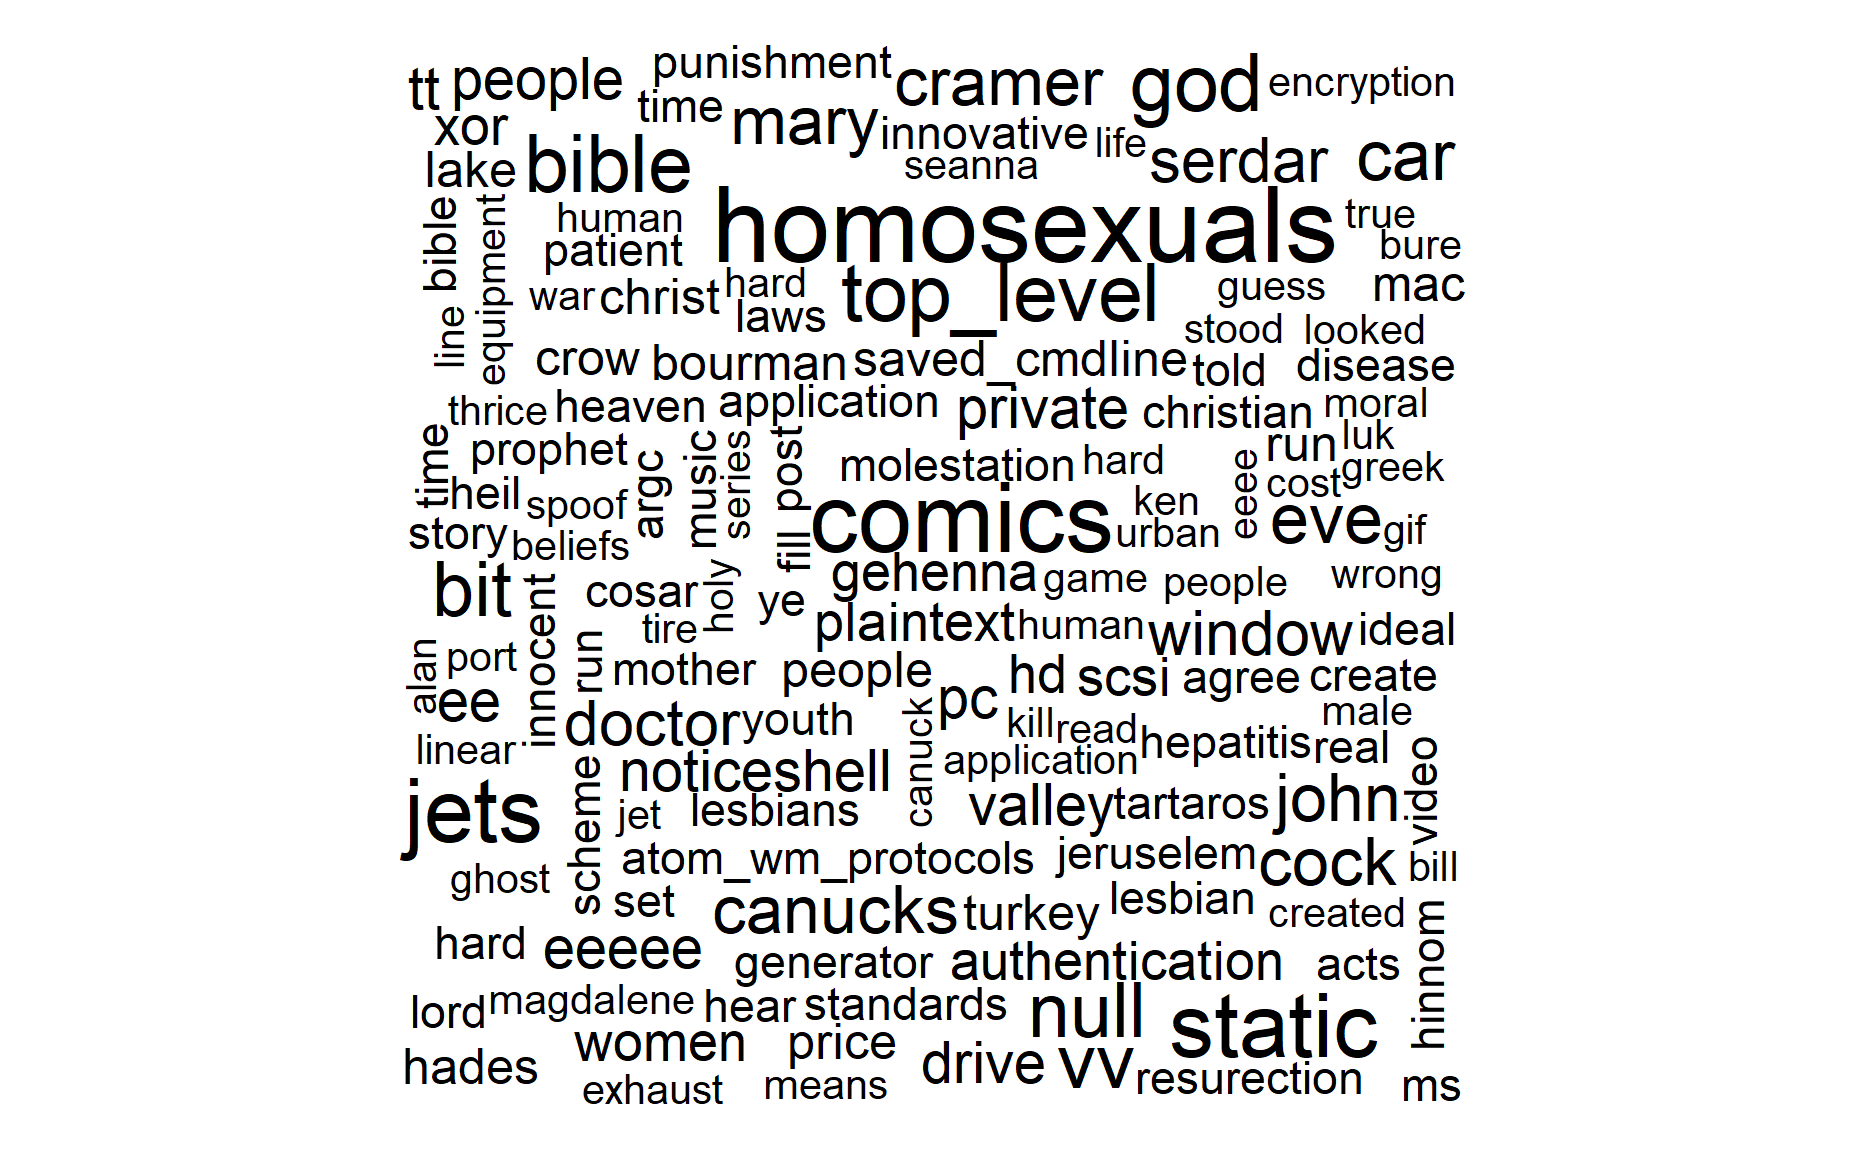 punishment
tt people cramer god encryption
time mary
xor innovative life
lake bible seanna serdar car
bible equipment human homosexuals true
patient bure
war christ hard top_level guess mac
line laws stood looked
crow bourman saved_cmdline told disease
thrice heaven application private christian moral
time prophet argc music series post molestation hard eeee run luk
heil spoof ken cost greek
story beliefs fill comics urban eve gif
bit innocent cosar holy ye gehenna game people wrong
tire plaintext human window ideal
alan port run mother people hd scsi agree create
ee doctor youth canuck pc kill read male
linear noticeshell application hepatitis real video
jets scheme jet lesbians valley tartaros john
atom_wm_protocols jeruselem cock bill
ghost set canucks turkey lesbian created
hard eeeee generator authentication acts hinnom
lord magdalene hear standards null static
hades women price drive vv resurection ms
exhaust means